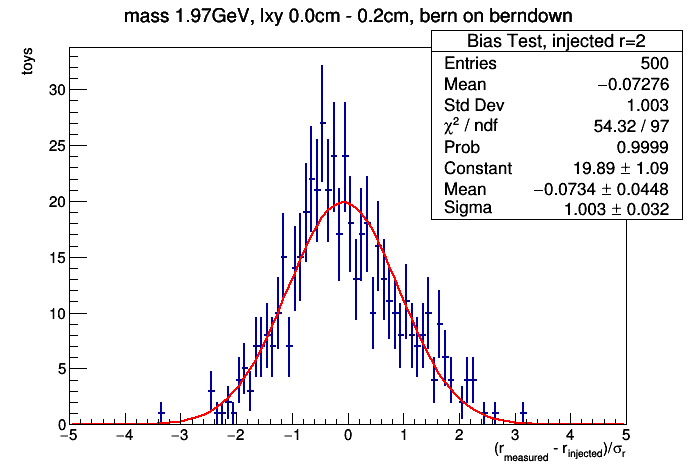 mass 1.97GeV, lxy 0.0cm - 0.2cm, bern on berndown
Bias Test, injected r=2
Entries 500
Mean −0.07276
Std Dev 1.003
χ² / ndf 54.32 / 97
Prob 0.9999
Constant 19.89 ± 1.09
Mean −0.0734 ± 0.0448
Sigma 1.003 ± 0.032
toys
30
25
20
15
10
5
0
−5 −4 −3 −2 −1 0 1 2 3 4 5
(r_measured - r_injected)/σ_r